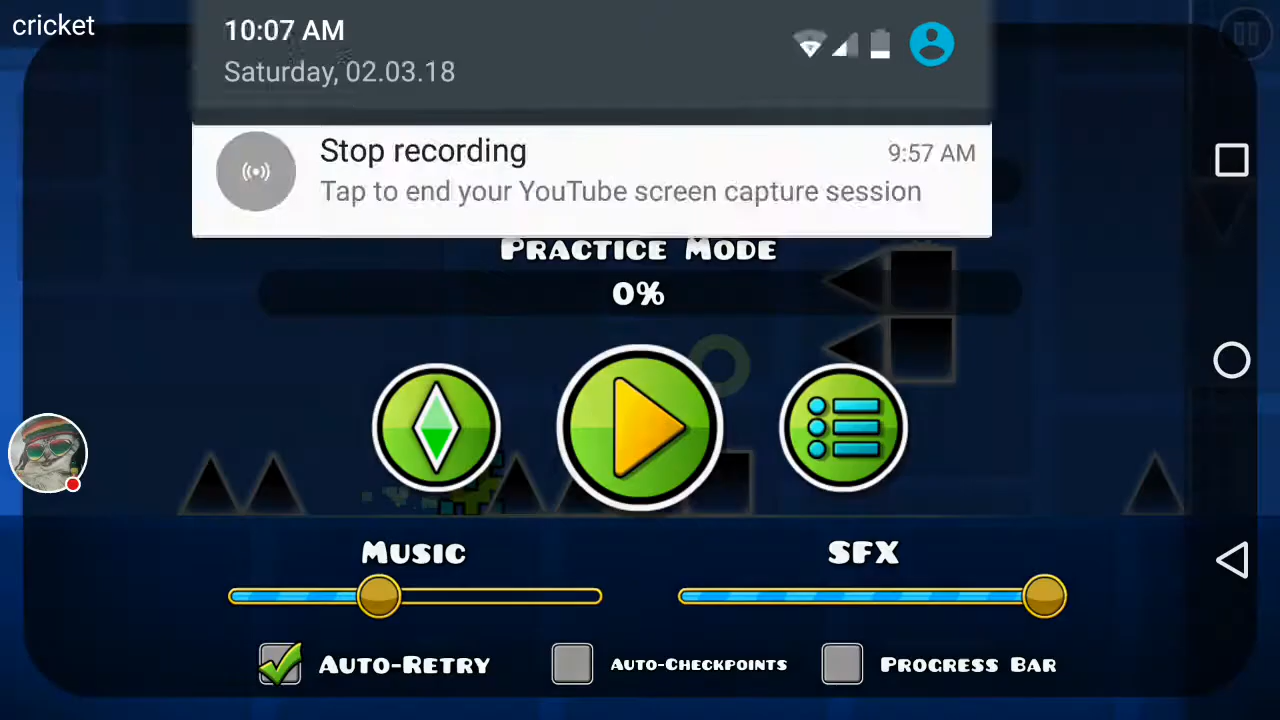 cricket
10:07 AM
Saturday, 02.03.18
Stop recording
9:57 AM
Tap to end your YouTube screen capture session
PRACTICE MODE
0%
MUSIC
SFX
AUTO-RETRY
AUTO-CHECKPOINTS
PROGRESS BAR